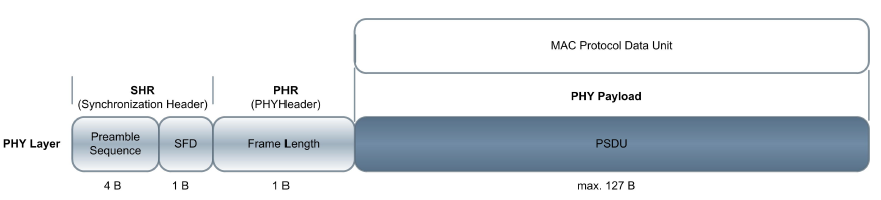 MAC Protocol Data Unit
SHR
(Synchronization Header)
PHR
(PHYHeader)
PHY Payload
PHY Layer
Preamble
Sequence
SFD
Frame Length
PSDU
4 B
1 B
1 B
max. 127 B